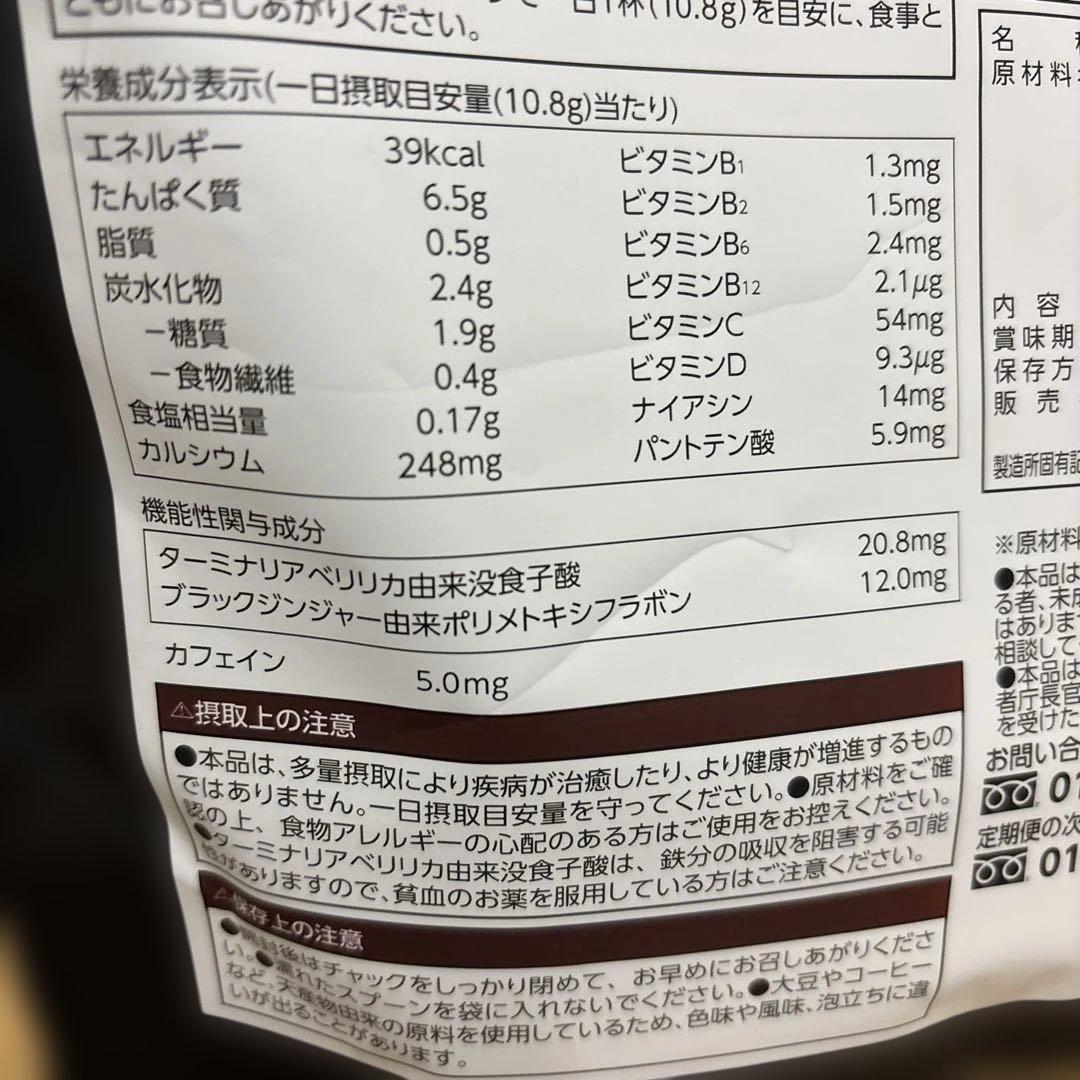 一日1杯(10.8g)を目安に、食事と
ともにお召しあがりください。
栄養成分表示(一日摂取目安量(10.8g)当たり)
エネルギー 39kcal ビタミンB1 1.3mg
たんぱく質 6.5g ビタミンB2 1.5mg
脂質 0.5g ビタミンB6 2.4mg
炭水化物 2.4g ビタミンB12 2.1μg
−糖質 1.9g ビタミンC 54mg
−食物繊維 0.4g ビタミンD 9.3μg
食塩相当量 0.17g ナイアシン 14mg
カルシウム 248mg パントテン酸 5.9mg
機能性関与成分
ターミナリアベリリカ由来没食子酸 20.8mg
ブラックジンジャー由来ポリメトキシフラボン 12.0mg
カフェイン 5.0mg
⚠摂取上の注意
●本品は、多量摂取により疾病が治癒したり、より健康が増進するもの
ではありません。一日摂取目安量を守ってください。●原材料をご確
認の上、食物アレルギーの心配のある方はご使用をお控えください。
●ターミナリアベリリカ由来没食子酸は、鉄分の吸収を阻害する可能
性がありますので、貧血のお薬を服用している方はご注意ください。
⚠保存上の注意
●開封後はチャックをしっかり閉めて、お早めにお召しあがりくださ
い。●濡れたスプーンを袋に入れないでください。●大豆やコーヒー
など、天産物由来の原料を使用しているため、色味や風味、泡立ちに違
いが出ることがあります。
名
原材料
内 容
賞味期
保存方
販 売
製造所固有記
※原材料
●本品は
る者、未成
はありま
相談して
●本品は
者庁長官
を受けた
お問い合
01
定期便の次
01